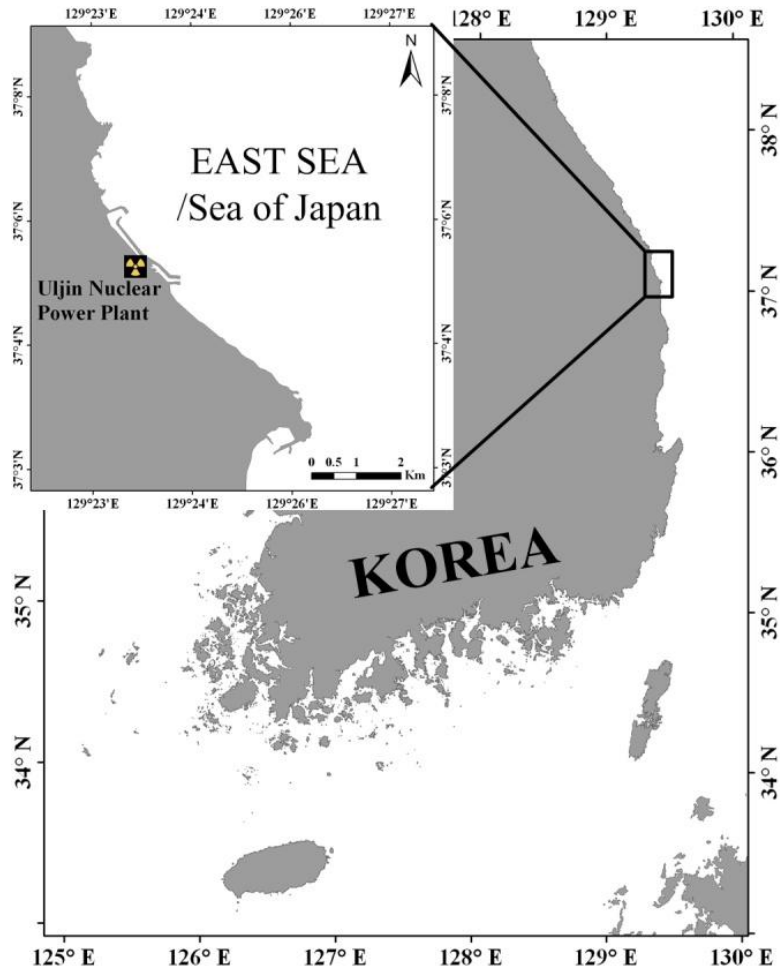 129°23' E
129°24' E
129°26' E
129°27' E
128° E
129° E
130° E
N
37°8' N
37°8'N
38° N
EAST SEA
/Sea of Japan
37°6'N
37°6'N
Uljin Nuclear
Power Plant
37° N
37°4'N
37°4'N
0 0.5 1 2
Km
37°3'N
37°3'N
36° N
129°23' E
129°24' E
129°26' E
129°27' E
KOREA
35° N
35° N
34° N
34° N
125° E
126° E
127° E
128° E
129° E
130° E